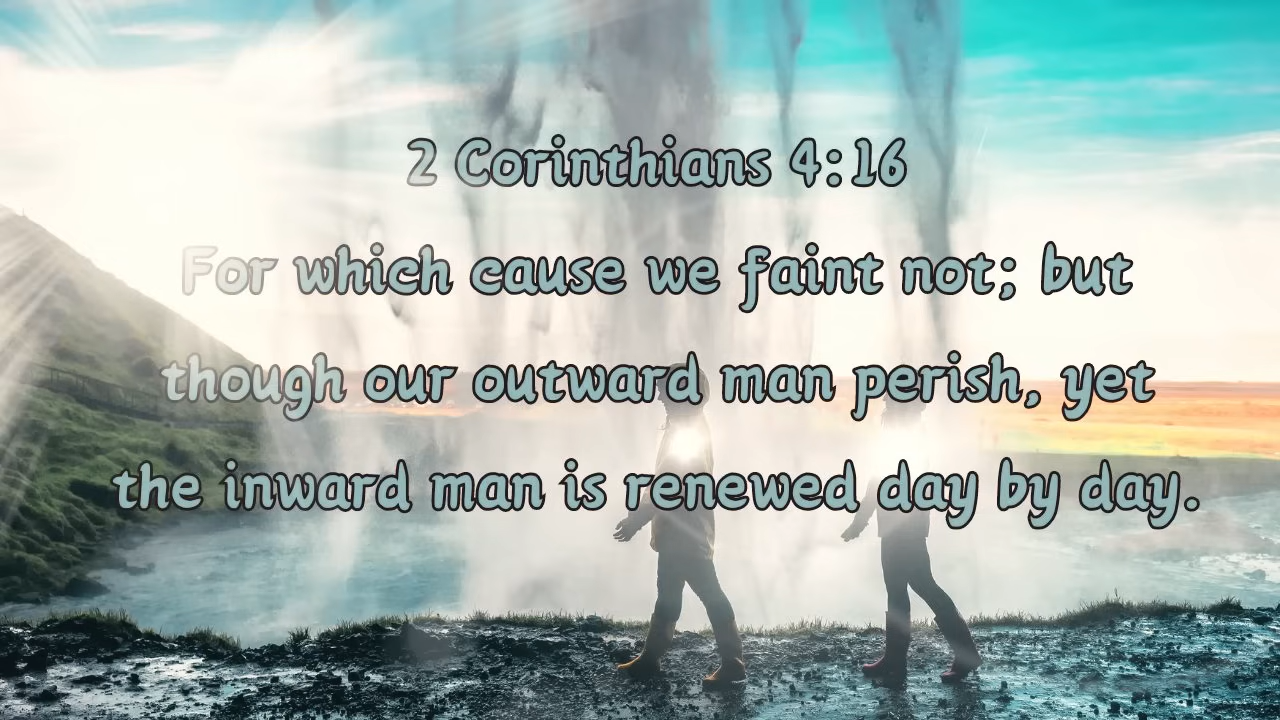 2 Corinthians 4:16
For which cause we faint not; but
though our outward man perish, yet
the inward man is renewed day by day.